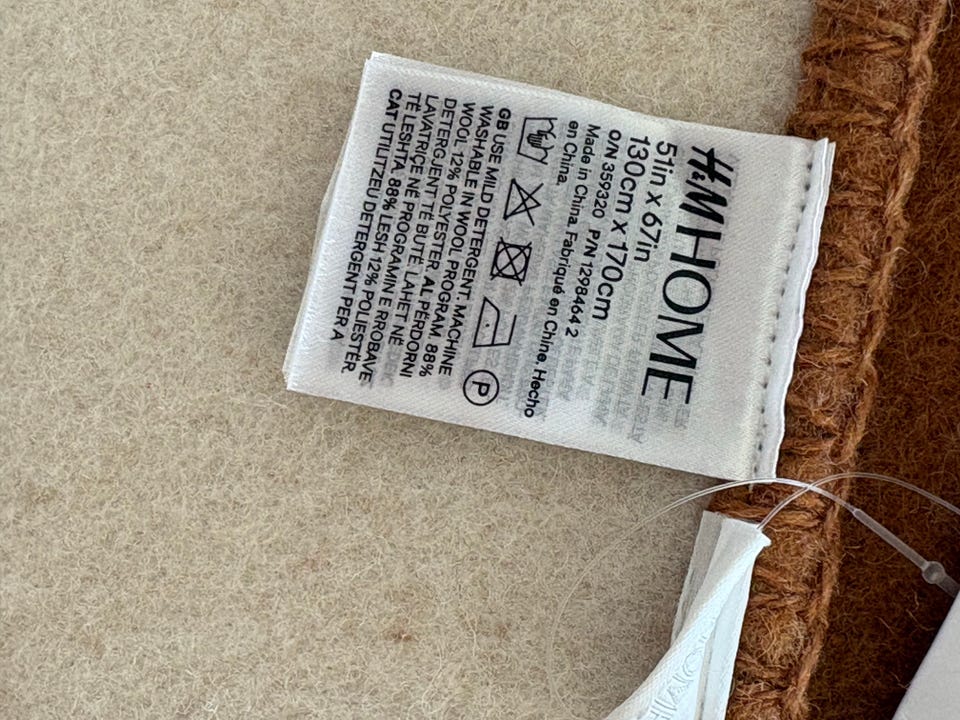 H&M HOME
51in x 67in
130cm x 170cm
O/N 359320 P/N 1298464 2
Made in China, Fabriqué en Chine, Hecho
en China,
P
GB USE MILD DETERGENT. MACHINE
WASHABLE IN WOOL PROGRAM. 88%
WOOL 12% POLYESTER. AL PËRDORNI
DETERGJENT TË BUTË. LAHET NË
LAVATRIÇE NË PROGRAMIN E RROBAVE
TË LESHTA. 88% LESH 12% POLIESTËR.
CAT UTILITZEU DETERGENT PER A